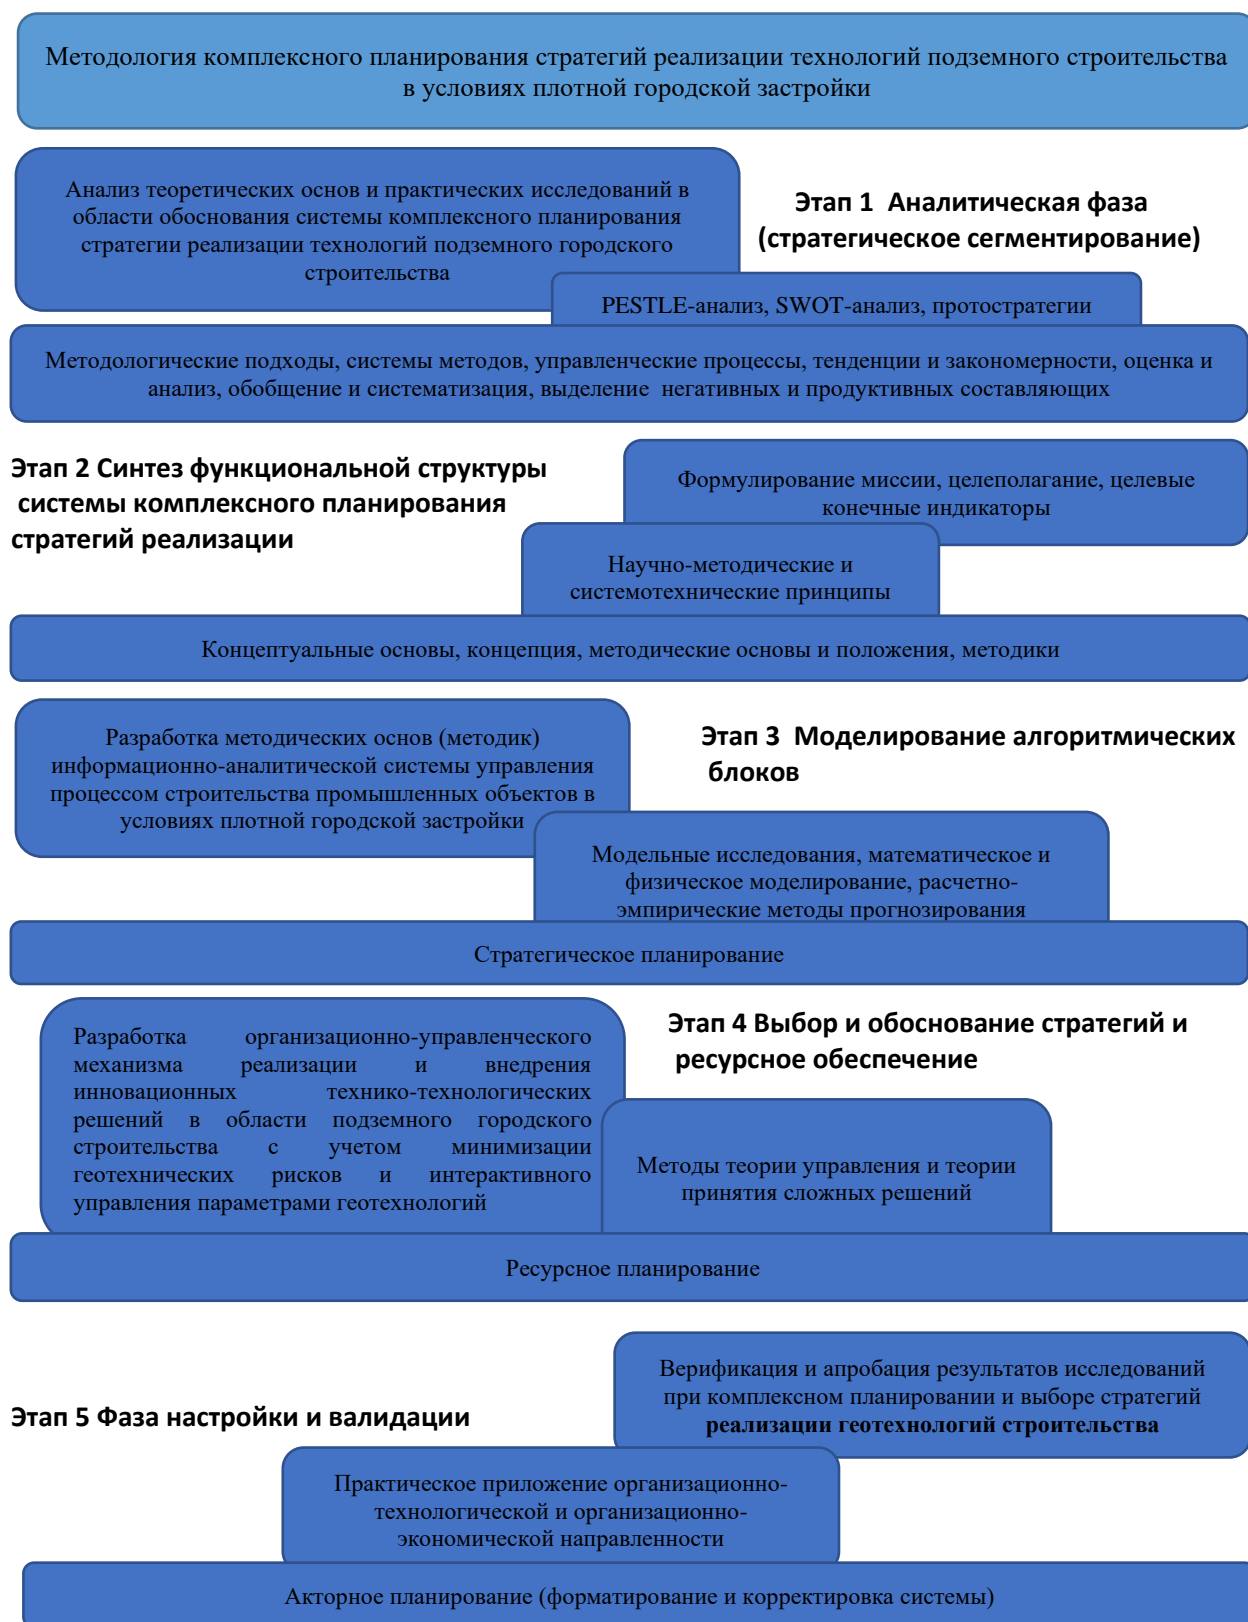 Методология комплексного планирования стратегий реализации технологий подземного строительства
в условиях плотной городской застройки
Анализ теоретических основ и практических исследований в
области обоснования системы комплексного планирования
стратегии реализации технологий подземного городского
строительства
Этап 1  Аналитическая фаза
(стратегическое сегментирование)
PESTLE-анализ, SWOT-анализ, протостратегии
Методологические подходы, системы методов, управленческие процессы, тенденции и закономерности, оценка и
анализ, обобщение и систематизация, выделение  негативных и продуктивных составляющих
Этап 2 Синтез функциональной структуры
системы комплексного планирования
стратегий реализации
Формулирование миссии, целеполагание, целевые
конечные индикаторы
Научно-методические и
системотехнические принципы
Концептуальные основы, концепция, методические основы и положения, методики
Разработка методических основ (методик)
информационно-аналитической системы управления
процессом строительства промышленных объектов в
условиях плотной городской застройки
Этап 3  Моделирование алгоритмических
блоков
Модельные исследования, математическое и
физическое моделирование, расчетно-
эмпирические методы прогнозирования
Стратегическое планирование
Разработка организационно-управленческого
механизма реализации и внедрения
инновационных технико-технологических
решений в области подземного городского
строительства с учетом минимизации
геотехнических рисков и интерактивного
управления параметрами геотехнологий
Этап 4 Выбор и обоснование стратегий и
ресурсное обеспечение
Методы теории управления и теории
принятия сложных решений
Ресурсное планирование
Верификация и апробация результатов исследований
при комплексном планировании и выборе стратегий
реализации геотехнологий строительства
Этап 5 Фаза настройки и валидации
Практическое приложение организационно-
технологической и организационно-
экономической направленности
Акторное планирование (форматирование и корректировка системы)